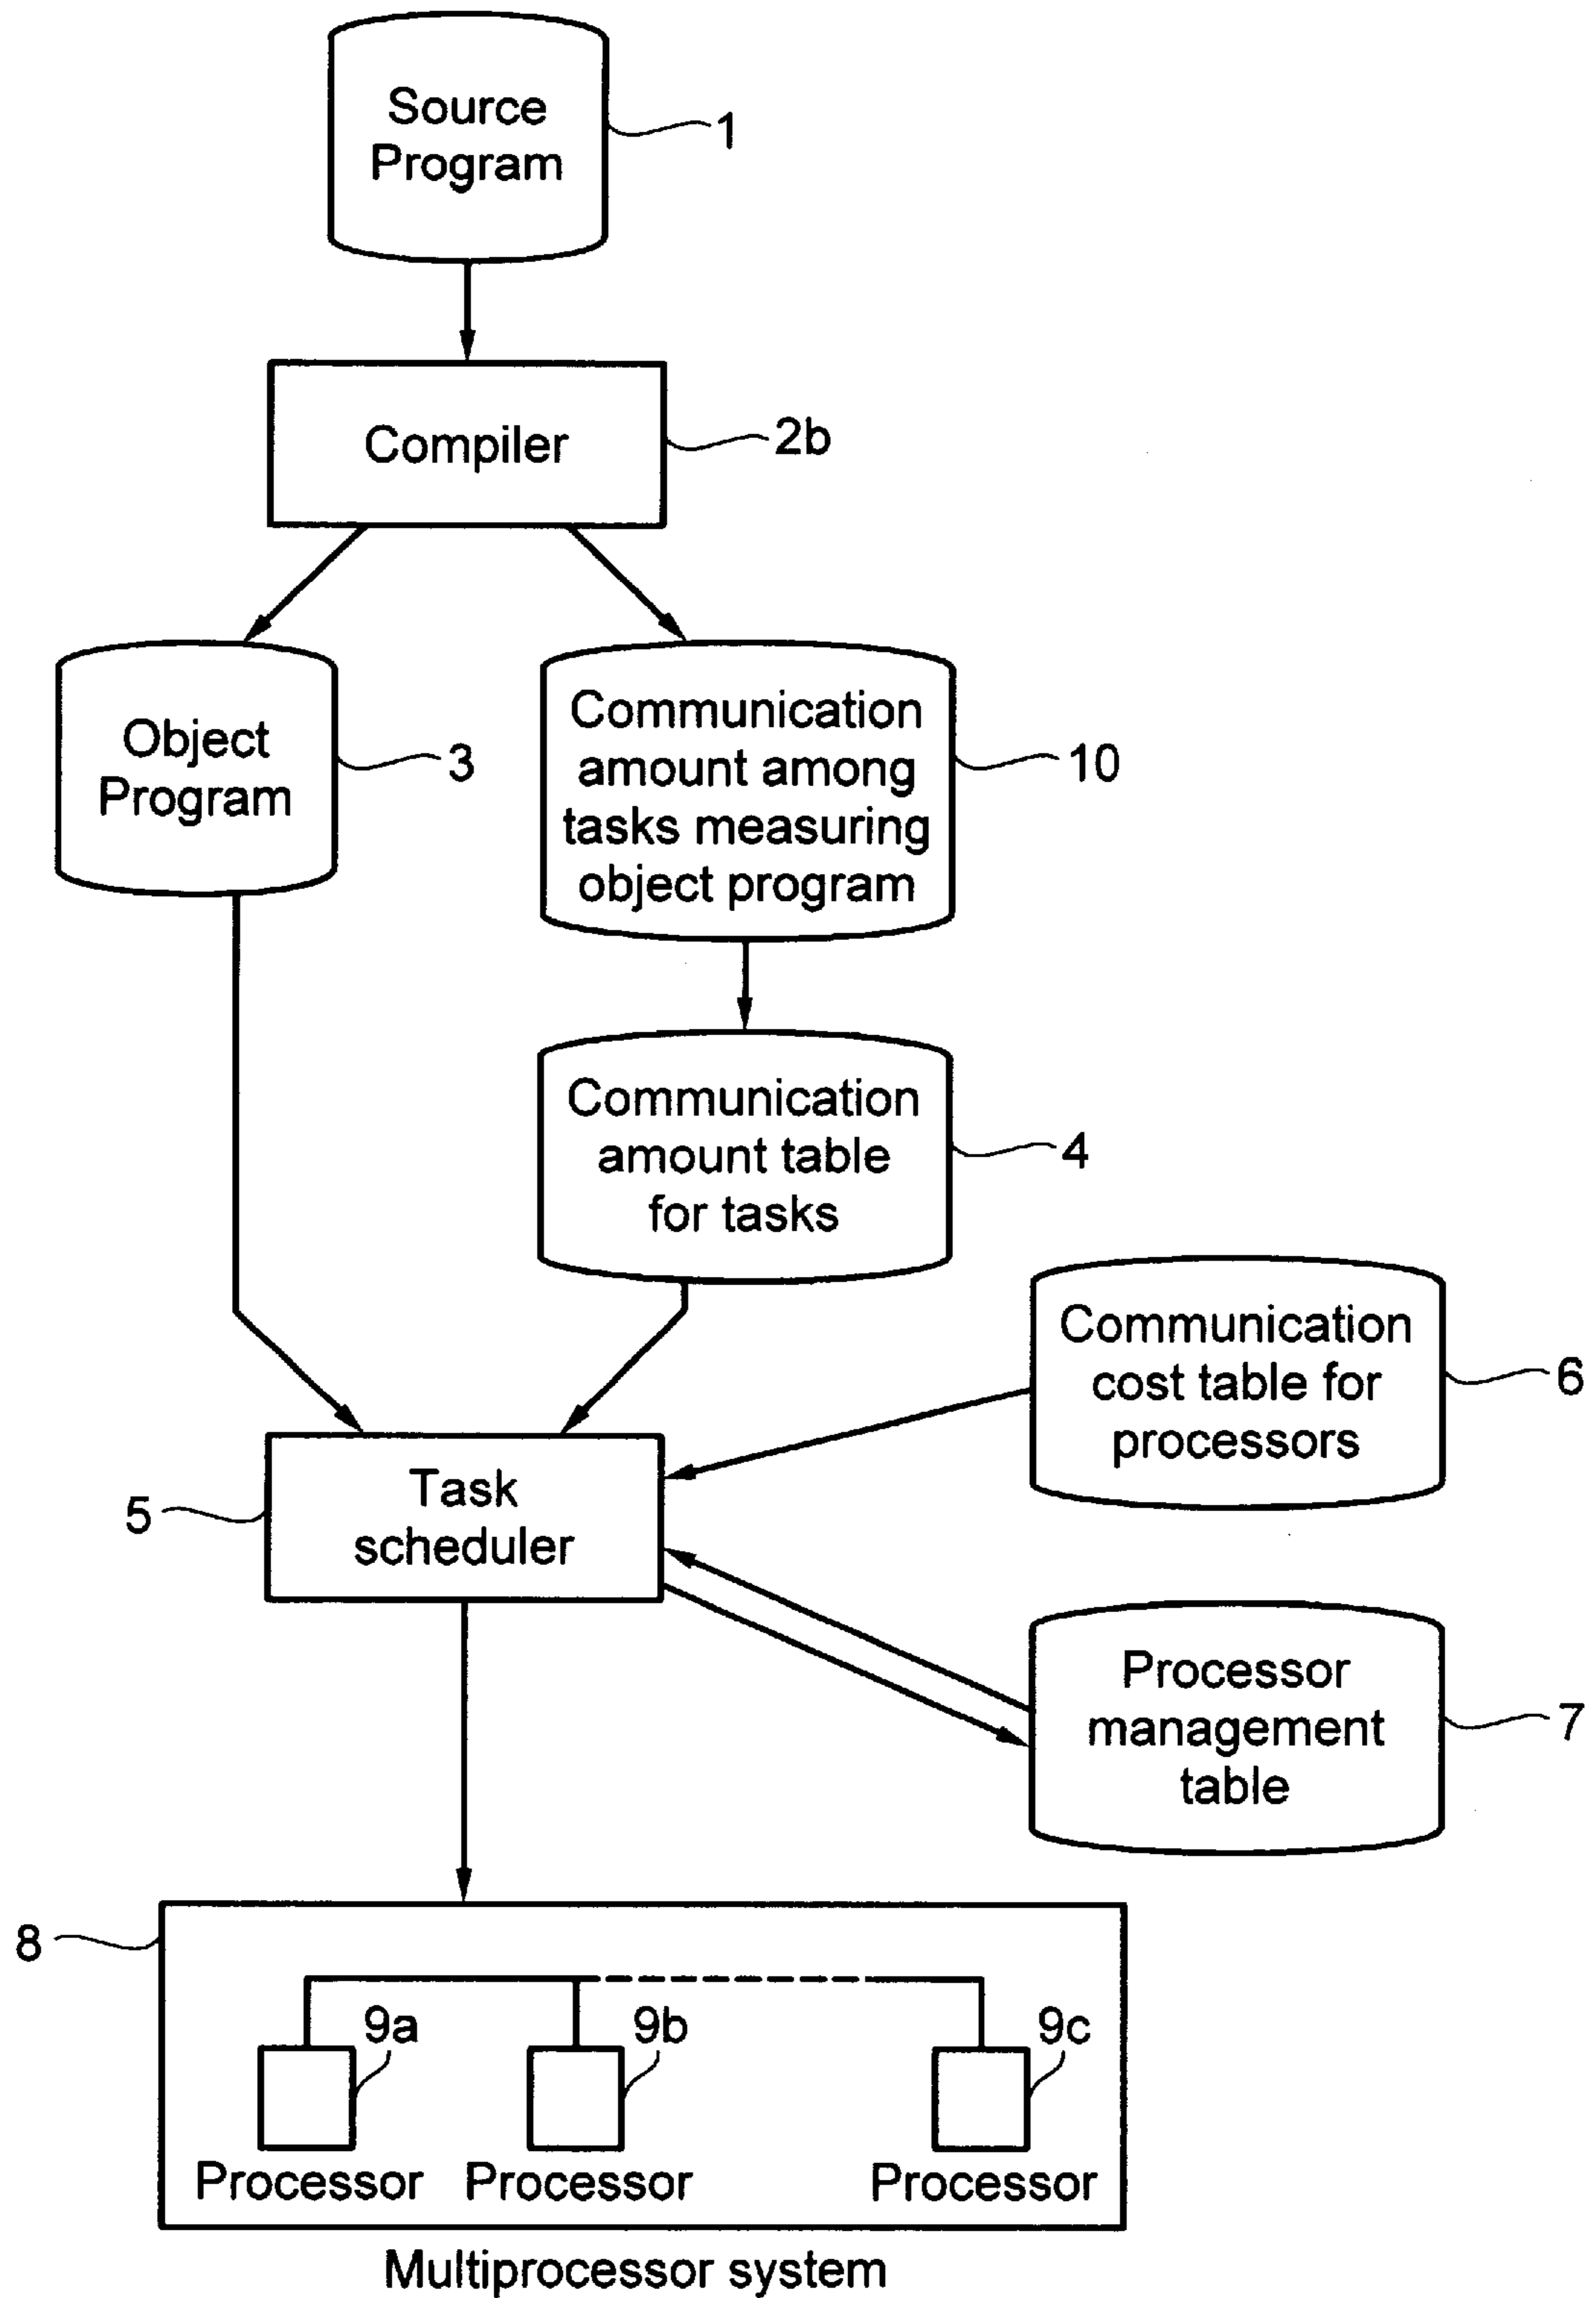 Source
Program
1
Compiler
2b
Object
Program
3
Communication
amount among
tasks measuring
object program
10
Communication
amount table
for tasks
4
Communication
cost table for
processors
6
Task
scheduler
5
Processor
management
table
7
8
9a
9b
9c
Processor
Processor
Processor
Multiprocessor system